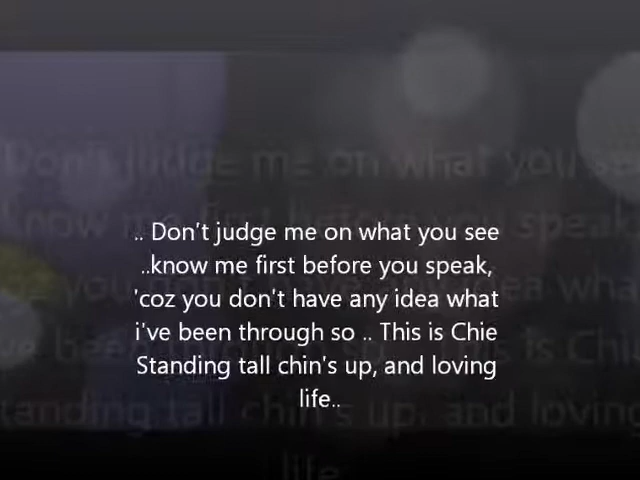 .. Don't judge me on what you see
..know me first before you speak,
'coz you don't have any idea what
i've been through so .. This is Chie
Standing tall chin's up, and loving
life..